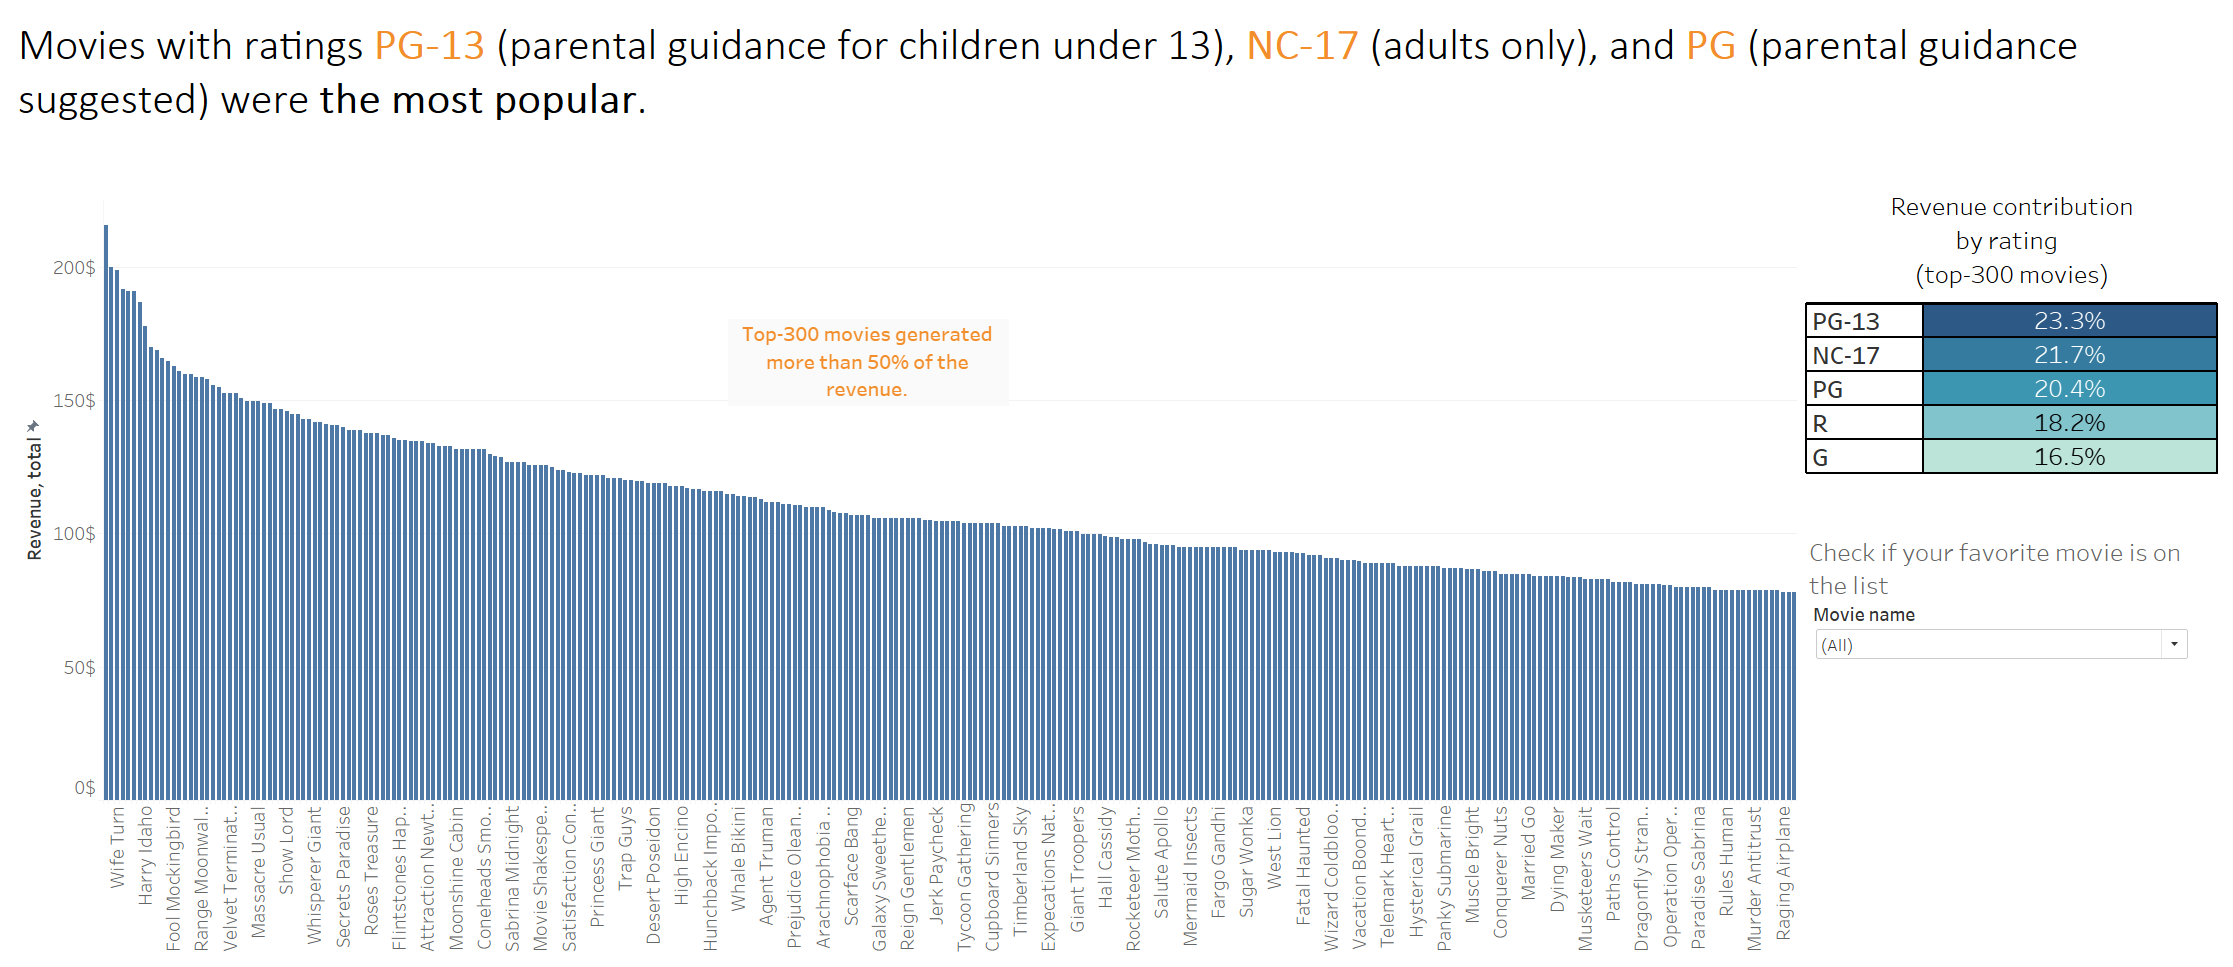 Movies with ratings PG-13 (parental guidance for children under 13), NC-17 (adults only), and PG (parental guidance
suggested) were the most popular.
Revenue, total
200$
150$
100$
50$
0$
Top-300 movies generated
more than 50% of the
revenue.
Wife Turn
Harry Idaho
Fool Mockingbird
Range Moonwal..
Velvet Terminat..
Massacre Usual
Show Lord
Whisperer Giant
Secrets Paradise
Roses Treasure
Flintstones Hap..
Attraction Newt..
Moonshine Cabin
Coneheads Smo..
Sabrina Midnight
Movie Shakespe..
Satisfaction Con..
Princess Giant
Trap Guys
Desert Poseidon
High Encino
Hunchback Impo..
Whale Bikini
Agent Truman
Prejudice Olean..
Arachnophobia ..
Scarface Bang
Galaxy Sweethe..
Reign Gentlemen
Jerk Paycheck
Tycoon Gathering
Cupboard Sinners
Timberland Sky
Expecations Nat..
Giant Troopers
Hall Cassidy
Rocketeer Moth..
Salute Apollo
Mermaid Insects
Fargo Gandhi
Sugar Wonka
West Lion
Fatal Haunted
Wizard Coldbloo..
Vacation Boond..
Telemark Heart..
Hysterical Grail
Panky Submarine
Muscle Bright
Conquerer Nuts
Married Go
Dying Maker
Musketeers Wait
Paths Control
Dragonfly Stran..
Operation Oper..
Paradise Sabrina
Rules Human
Murder Antitrust
Raging Airplane
Revenue contribution
by rating
(top-300 movies)
PG-13 23.3%
NC-17 21.7%
PG 20.4%
R 18.2%
G 16.5%
Check if your favorite movie is on
the list
Movie name
(All)